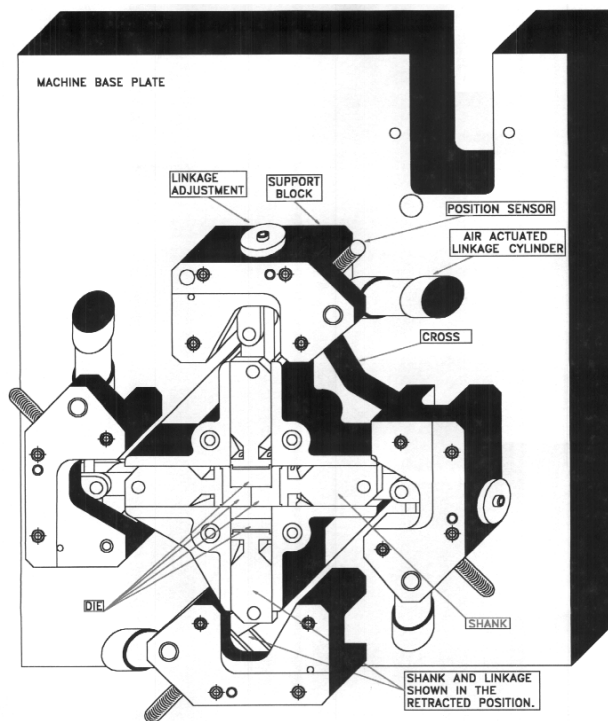 MACHINE BASE PLATE
LINKAGE
ADJUSTMENT
SUPPORT
BLOCK
POSITION SENSOR
AIR ACTUATED
LINKAGE CYLINDER
CROSS
DIE
SHANK
SHANK AND LINKAGE
SHOWN IN THE
RETRACTED POSITION.